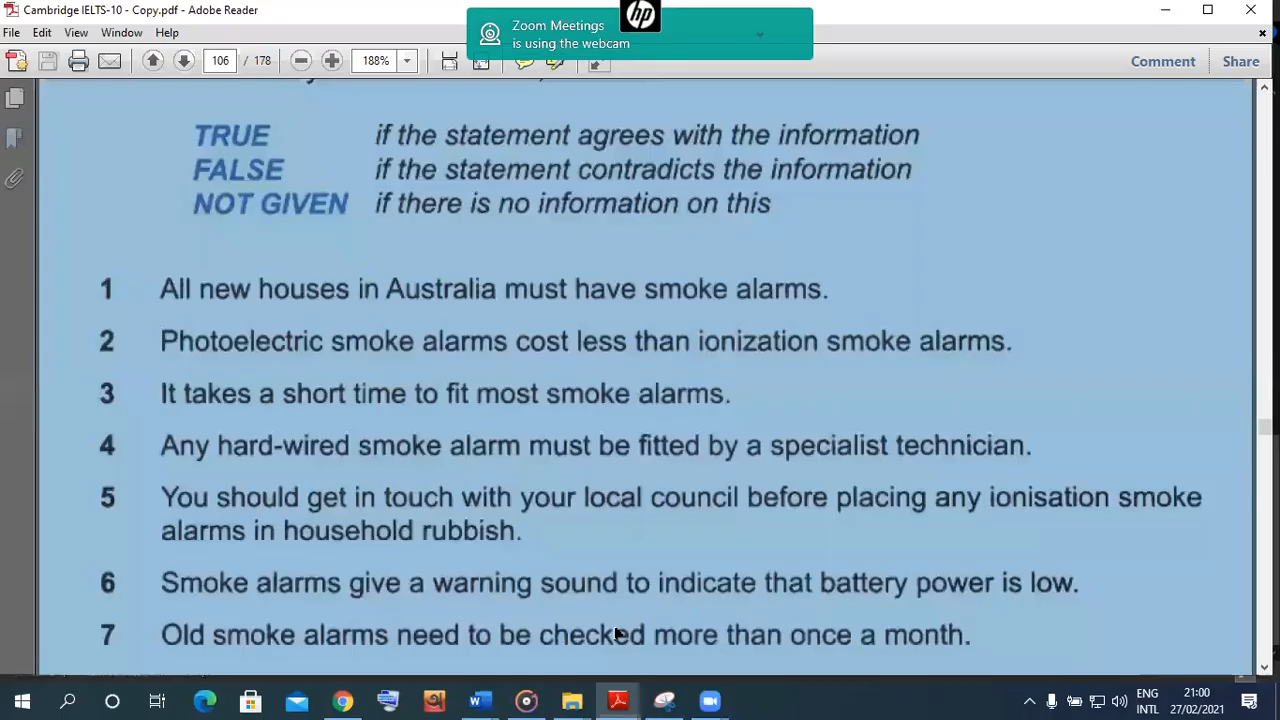 Cambridge IELTS-10 - Copy.pdf - Adobe Reader
Zoom Meetings
is using the webcam
hp
File Edit View Window Help
106 / 178 188% Comment Share
TRUE if the statement agrees with the information
FALSE if the statement contradicts the information
NOT GIVEN if there is no information on this
1 All new houses in Australia must have smoke alarms.
2 Photoelectric smoke alarms cost less than ionization smoke alarms.
3 It takes a short time to fit most smoke alarms.
4 Any hard-wired smoke alarm must be fitted by a specialist technician.
5 You should get in touch with your local council before placing any ionisation smoke
alarms in household rubbish.
6 Smoke alarms give a warning sound to indicate that battery power is low.
7 Old smoke alarms need to be checked more than once a month.
ENG 21:00
INTL 27/02/2021